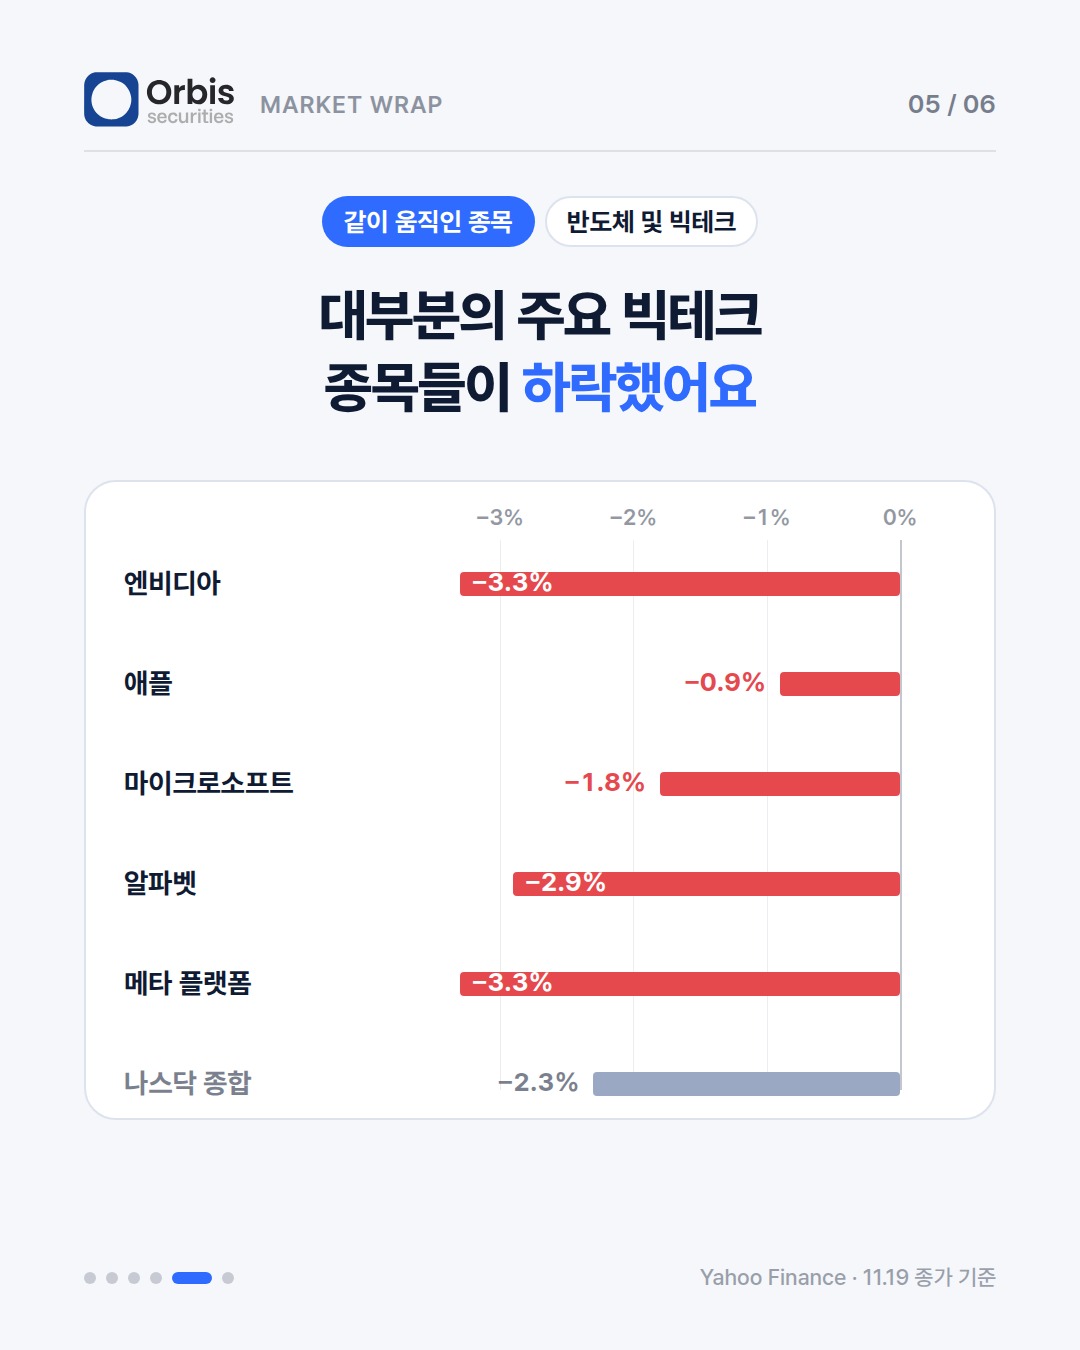 Orbis
securities
MARKET WRAP
05 / 06
같이 움직인 종목
반도체 및 빅테크
대부분의 주요 빅테크
종목들이 하락했어요
−3% −2% −1% 0%
엔비디아 −3.3%
애플 −0.9%
마이크로소프트 −1.8%
알파벳 −2.9%
메타 플랫폼 −3.3%
나스닥 종합 −2.3%
Yahoo Finance · 11.19 종가 기준